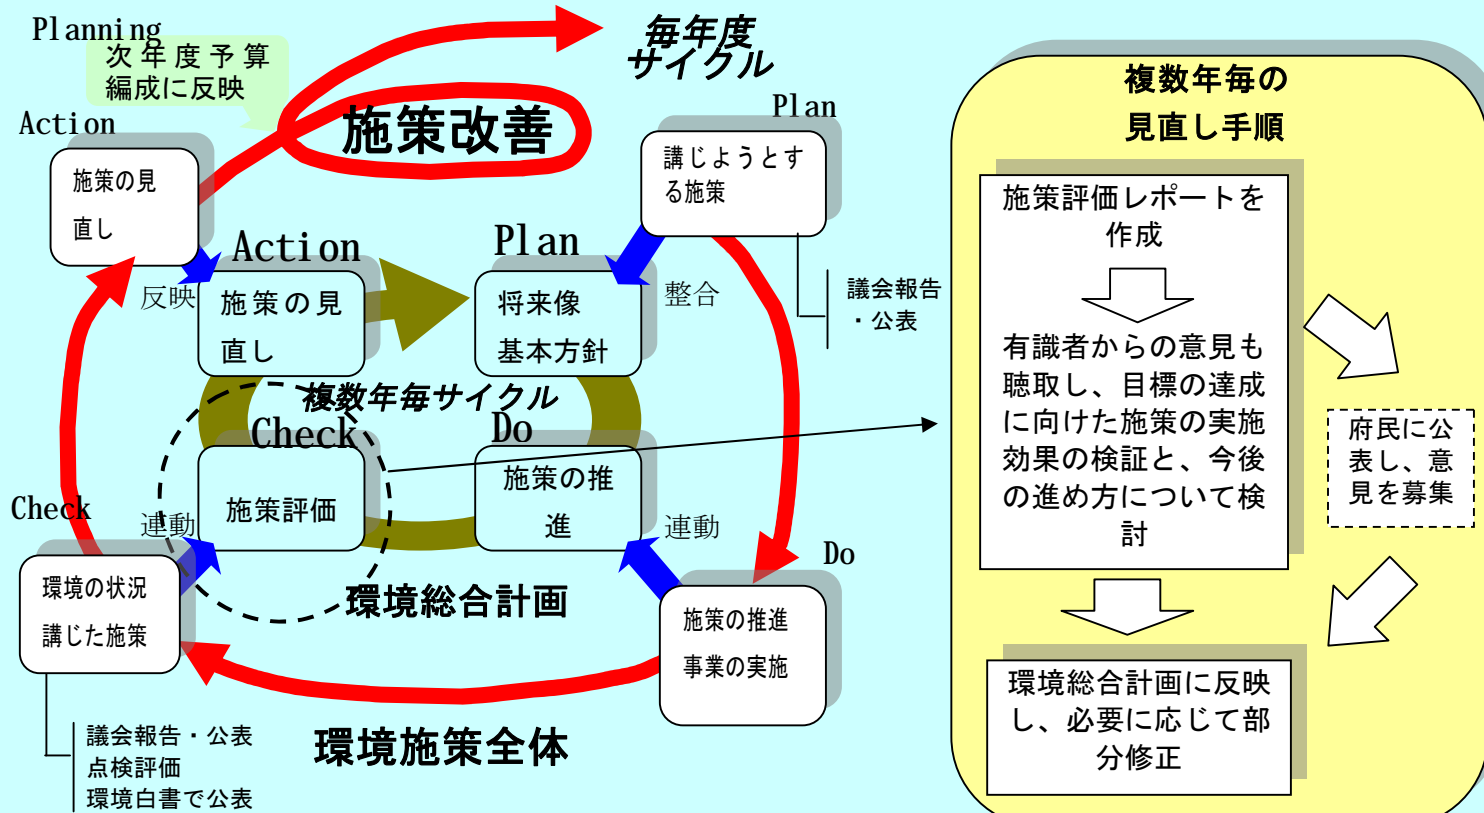 Planning
次年度予算
編成に反映
毎年度
サイクル
施策改善
Action
施策の見
直し
Plan
講じようとす
る施策
議会報告
・公表
Action
施策の見
直し
反映
Plan
将来像
基本方針
整合
複数年毎サイクル
Check
施策評価
連動
Do
施策の推
進
連動
環境総合計画
Check
環境の状況
講じた施策
議会報告・公表
点検評価
環境白書で公表
Do
施策の推進
事業の実施
環境施策全体
複数年毎の
見直し手順
施策評価レポートを
作成
有識者からの意見も
聴取し、目標の達成
に向けた施策の実施
効果の検証と、今後
の進め方について検
討
府民に公
表し、意
見を募集
環境総合計画に反映
し、必要に応じて部
分修正